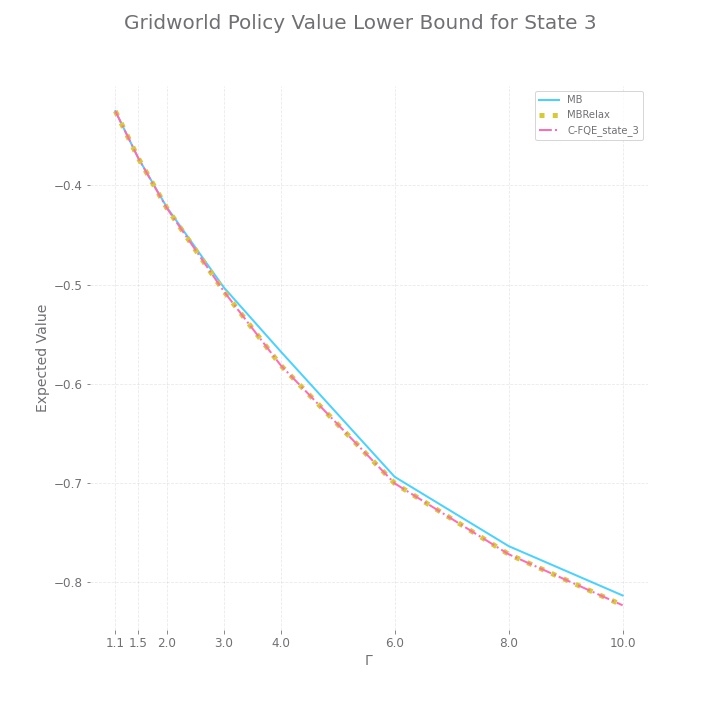 Gridworld Policy Value Lower Bound for State 3
MB
MBRelax
C-FQE_state_3
Expected Value
−0.4
−0.5
−0.6
−0.7
−0.8
1.1 1.5 2.0 3.0 4.0 6.0 8.0 10.0
Γ